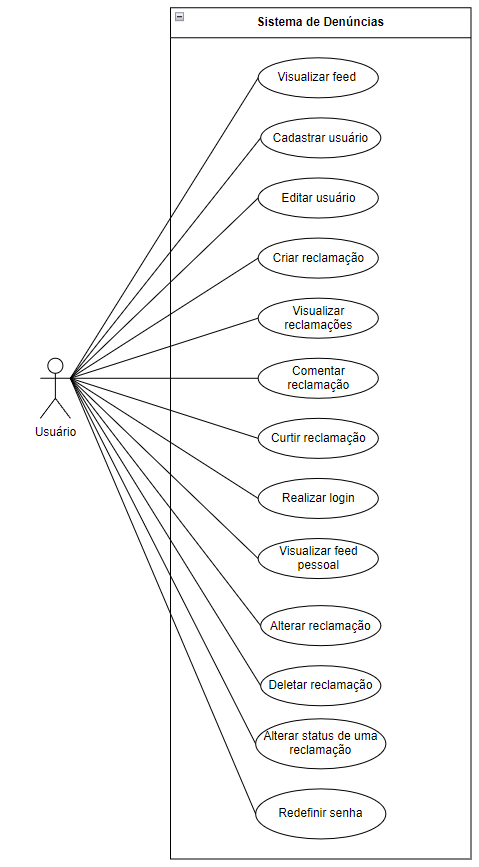 Sistema de Denúncias
Visualizar feed
Cadastrar usuário
Editar usuário
Criar reclamação
Visualizar
reclamações
Comentar
reclamação
Usuário
Curtir reclamação
Realizar login
Visualizar feed
pessoal
Alterar reclamação
Deletar reclamação
Alterar status de uma
reclamação
Redefinir senha